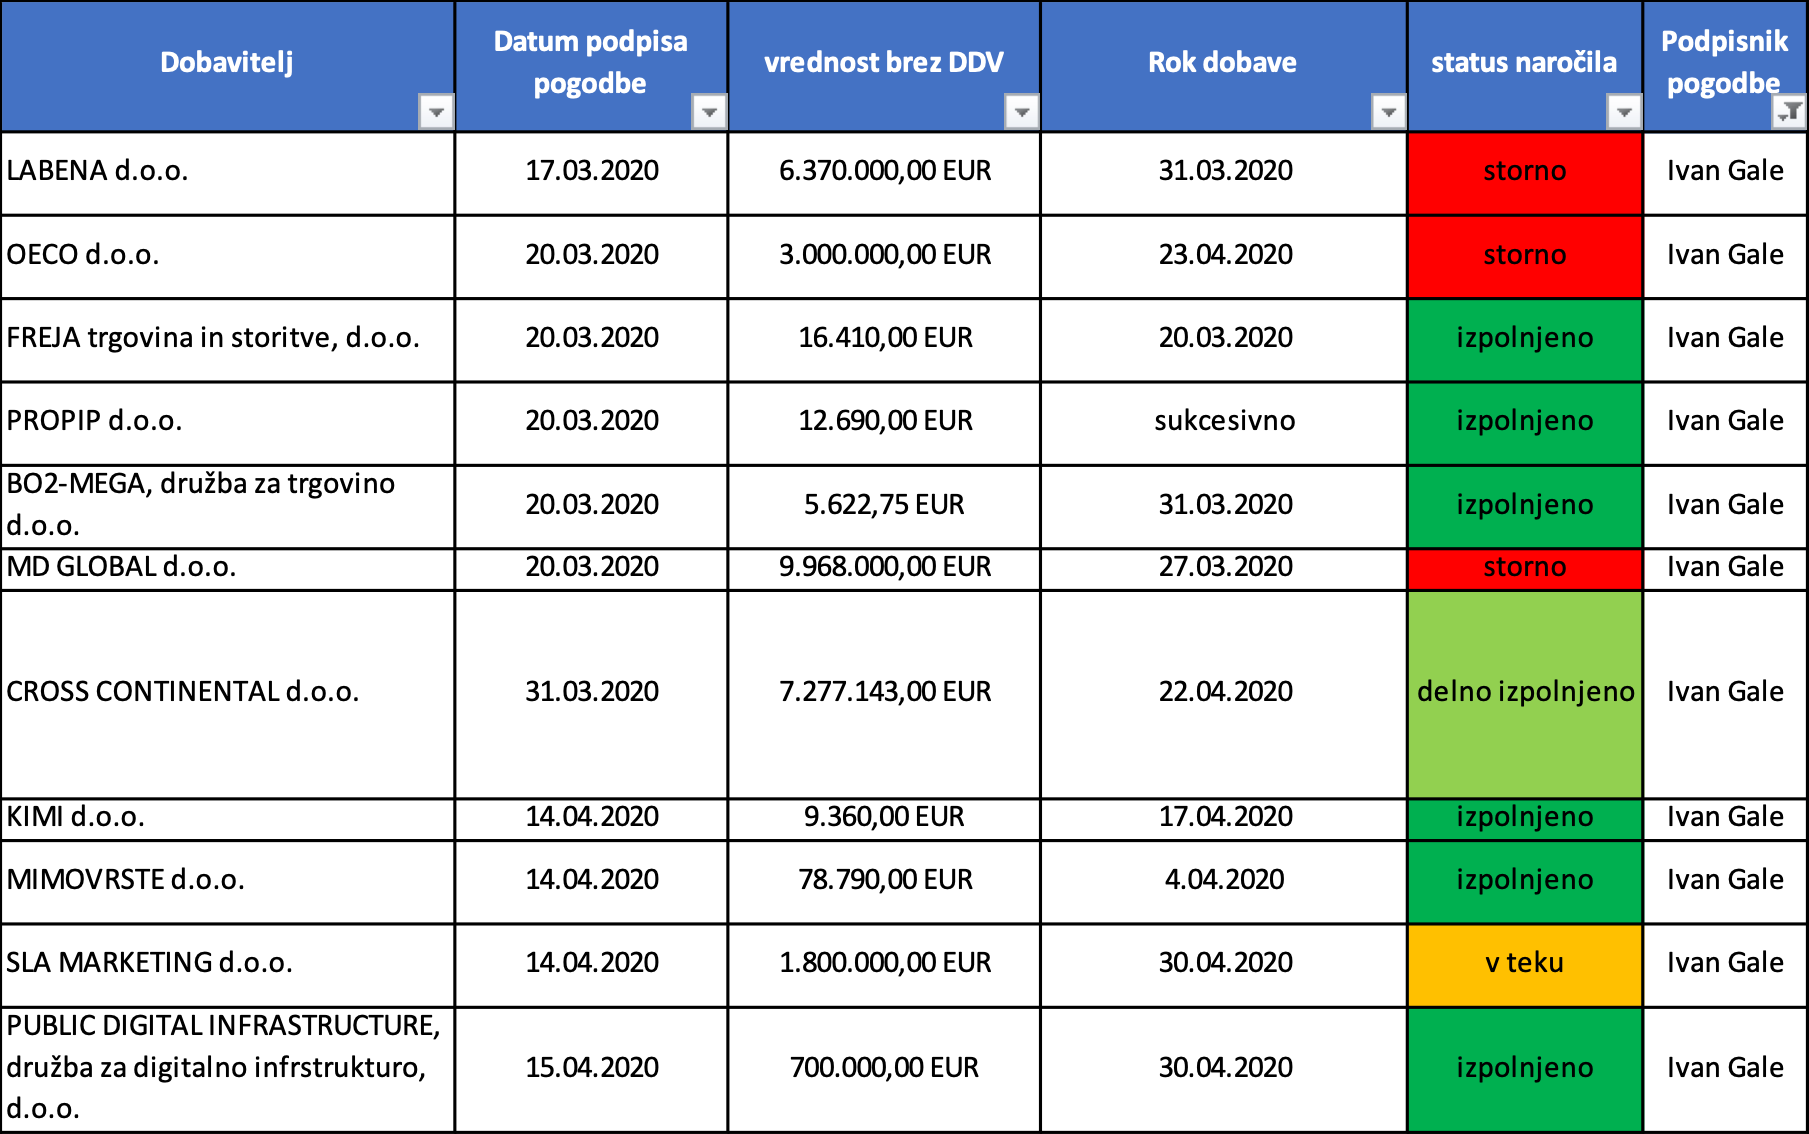 Dobavitelj
Datum podpisa
pogodbe
vrednost brez DDV
Rok dobave
status naročila
Podpisnik
pogodbe
LABENA d.o.o. 17.03.2020 6.370.000,00 EUR 31.03.2020 storno Ivan Gale
OECO d.o.o. 20.03.2020 3.000.000,00 EUR 23.04.2020 storno Ivan Gale
FREJA trgovina in storitve, d.o.o. 20.03.2020 16.410,00 EUR 20.03.2020 izpolnjeno Ivan Gale
PROPIP d.o.o. 20.03.2020 12.690,00 EUR sukcesivno izpolnjeno Ivan Gale
BO2-MEGA, družba za trgovino
d.o.o. 20.03.2020 5.622,75 EUR 31.03.2020 izpolnjeno Ivan Gale
MD GLOBAL d.o.o. 20.03.2020 9.968.000,00 EUR 27.03.2020 storno Ivan Gale
CROSS CONTINENTAL d.o.o. 31.03.2020 7.277.143,00 EUR 22.04.2020 delno izpolnjeno Ivan Gale
KIMI d.o.o. 14.04.2020 9.360,00 EUR 17.04.2020 izpolnjeno Ivan Gale
MIMOVRSTE d.o.o. 14.04.2020 78.790,00 EUR 4.04.2020 izpolnjeno Ivan Gale
SLA MARKETING d.o.o. 14.04.2020 1.800.000,00 EUR 30.04.2020 v teku Ivan Gale
PUBLIC DIGITAL INFRASTRUCTURE,
družba za digitalno infrstrukturo,
d.o.o. 15.04.2020 700.000,00 EUR 30.04.2020 izpolnjeno Ivan Gale